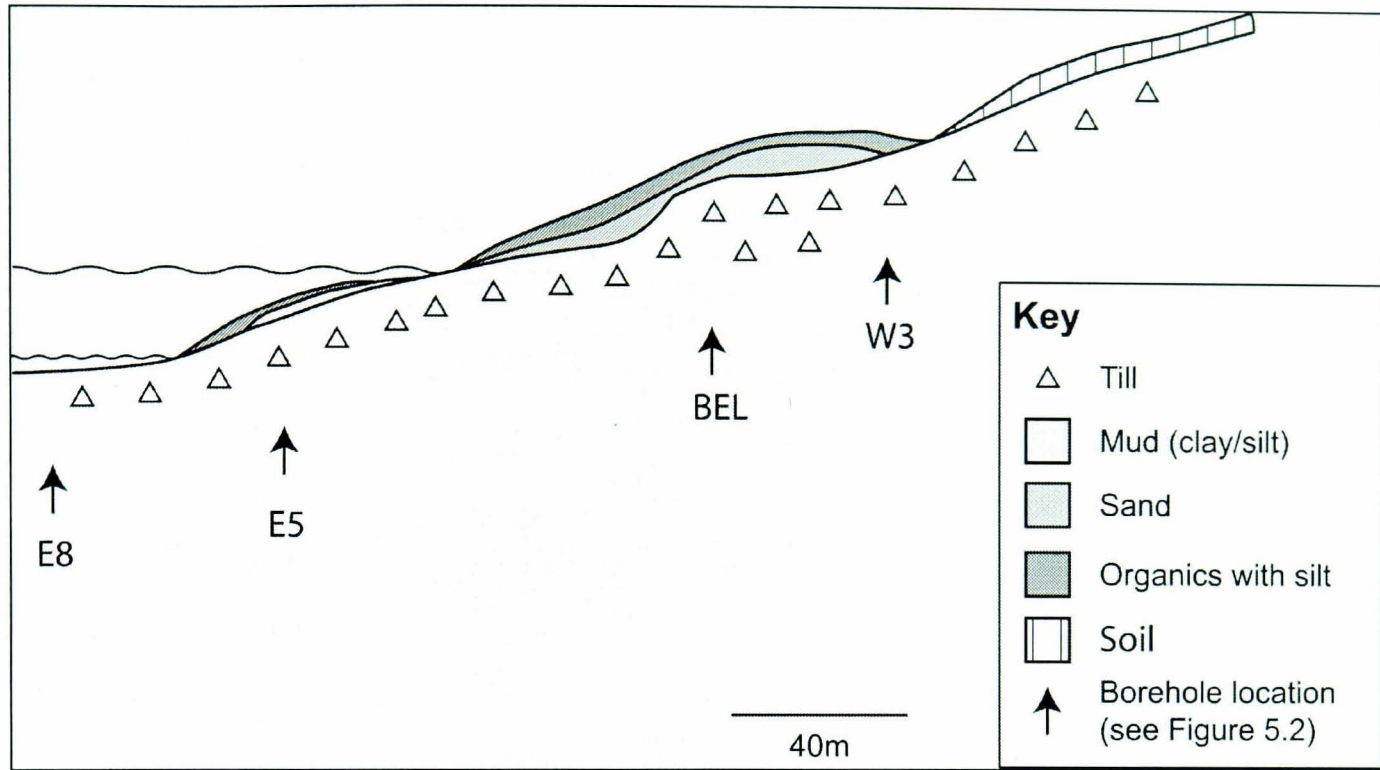 W3
BEL
E5
E8
40m
Key
Till
Mud (clay/silt)
Sand
Organics with silt
Soil
Borehole location
(see Figure 5.2)